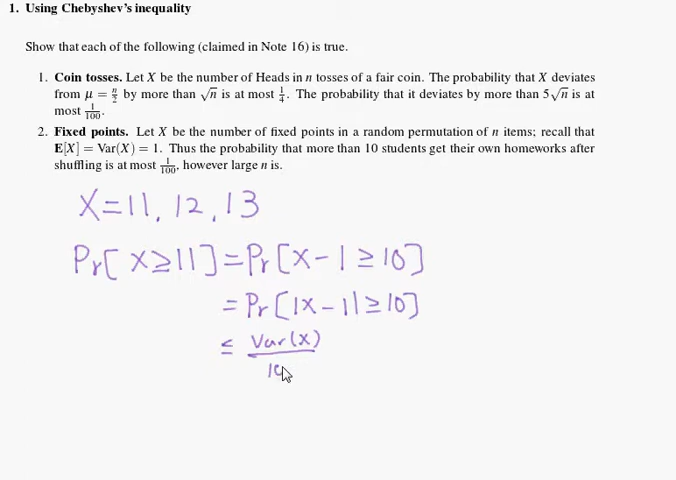 1. Using Chebyshev's inequality
Show that each of the following (claimed in Note 16) is true.
1. Coin tosses. Let X be the number of Heads in n tosses of a fair coin. The probability that X deviates
from μ = n/2 by more than √n is at most 1/4. The probability that it deviates by more than 5√n is at
most 1/100.
2. Fixed points. Let X be the number of fixed points in a random permutation of n items; recall that
E[X] = Var(X) = 1. Thus the probability that more than 10 students get their own homeworks after
shuffling is at most 1/100, however large n is.
X=11, 12, 13
Pr[X≥11]=Pr[X-1≥10]
=Pr[|X-1|≥10]
≤ Var(X)
10